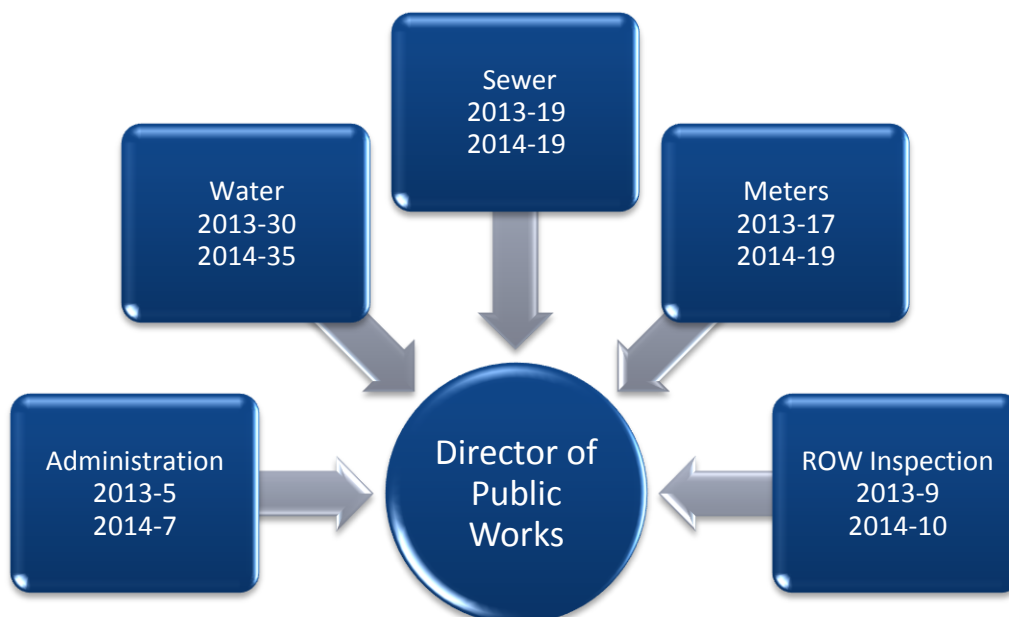 Sewer
2013-19
2014-19
Water
2013-30
2014-35
Meters
2013-17
2014-19
Administration
2013-5
2014-7
Director of
Public
Works
ROW Inspection
2013-9
2014-10